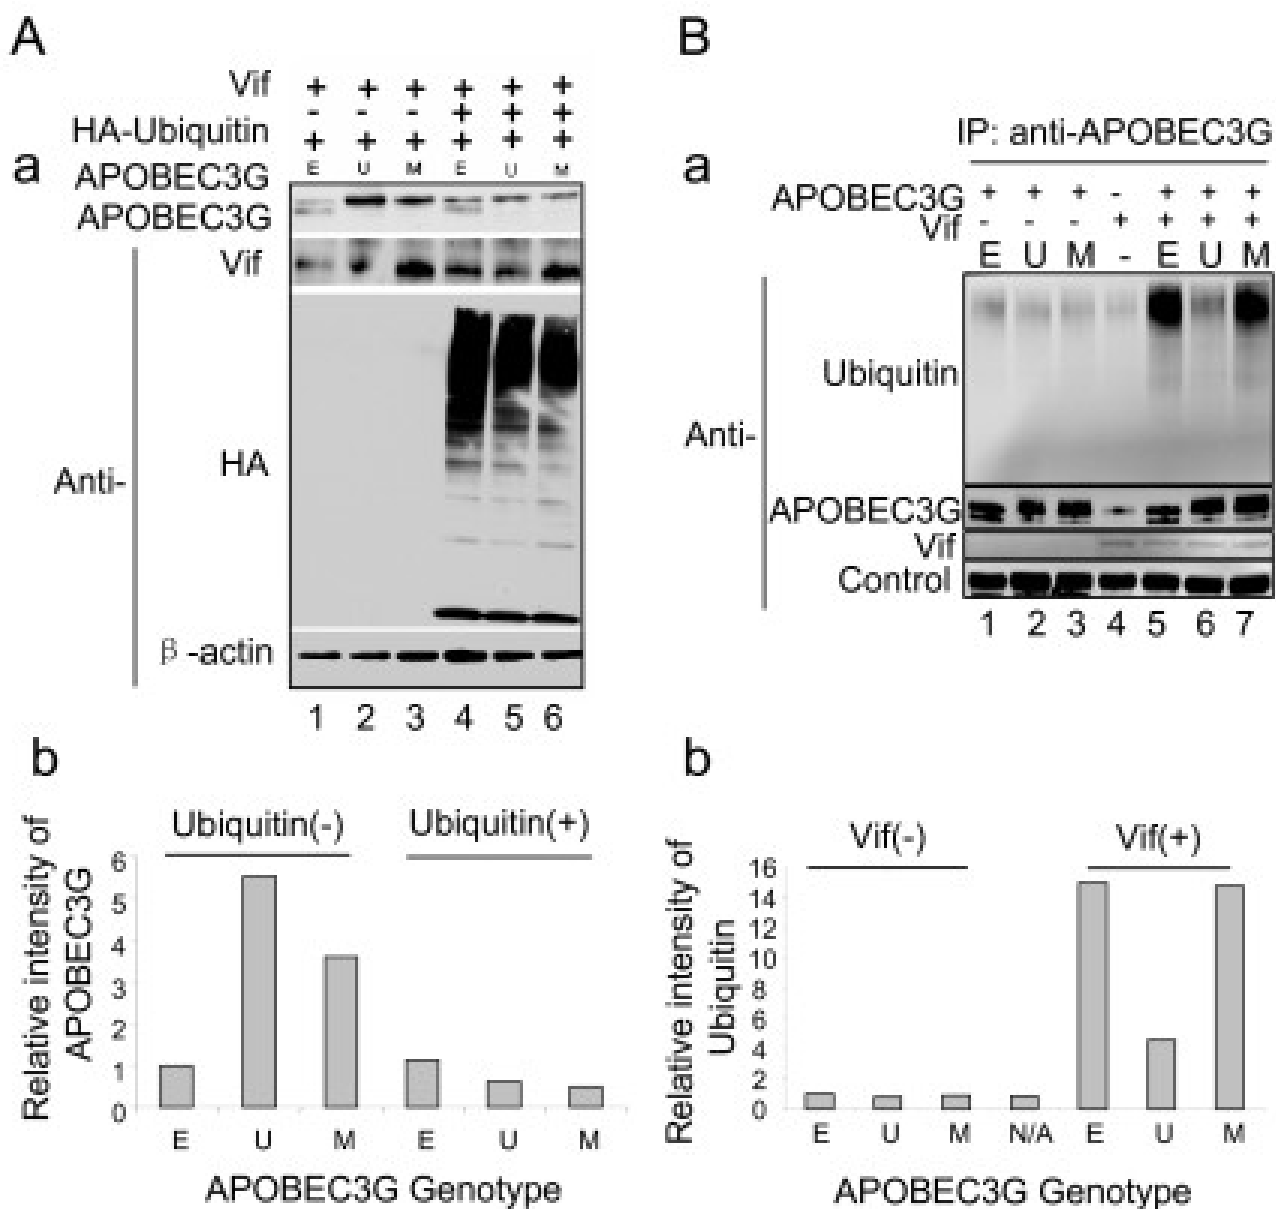 A
Vif + + + + + +
HA-Ubiquitin - - - + + +
+ + + + + +
a
APOBEC3G E U M E U M
APOBEC3G
Vif
Anti-
HA
β-actin
1 2 3 4 5 6
b
Ubiquitin(-) Ubiquitin(+)
Relative intensity of
APOBEC3G
6
5
4
3
2
1
0
E U M E U M
APOBEC3G Genotype
B
IP: anti-APOBEC3G
a
APOBEC3G + + + - + + +
Vif - - - + + + +
E U M - E U M
Ubiquitin
Anti-
APOBEC3G
Vif
Control
1 2 3 4 5 6 7
b
Vif(-) Vif(+)
Relative intensity of
Ubiquitin
16
14
12
10
8
6
4
2
0
E U M N/A E U M
APOBEC3G Genotype